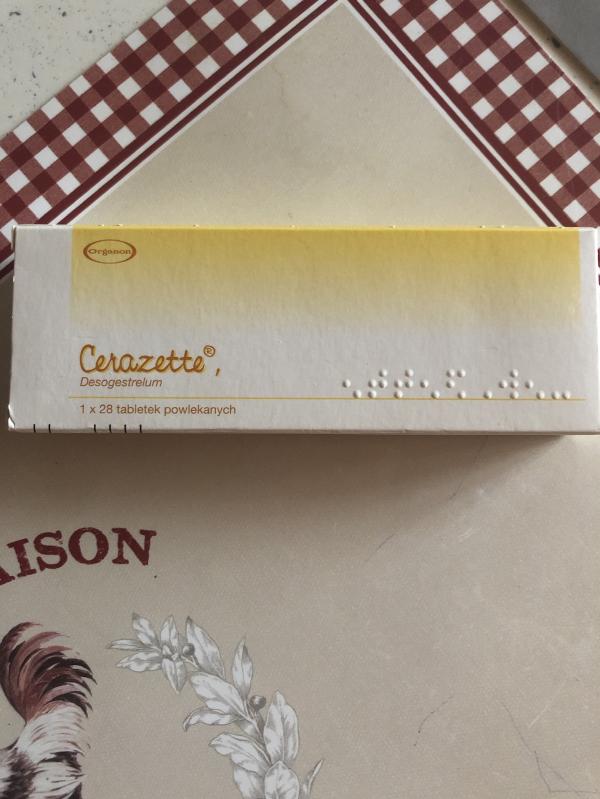 Organon
Cerazette®,
Desogestrelum
1 x 28 tabletek powlekanych
AISON